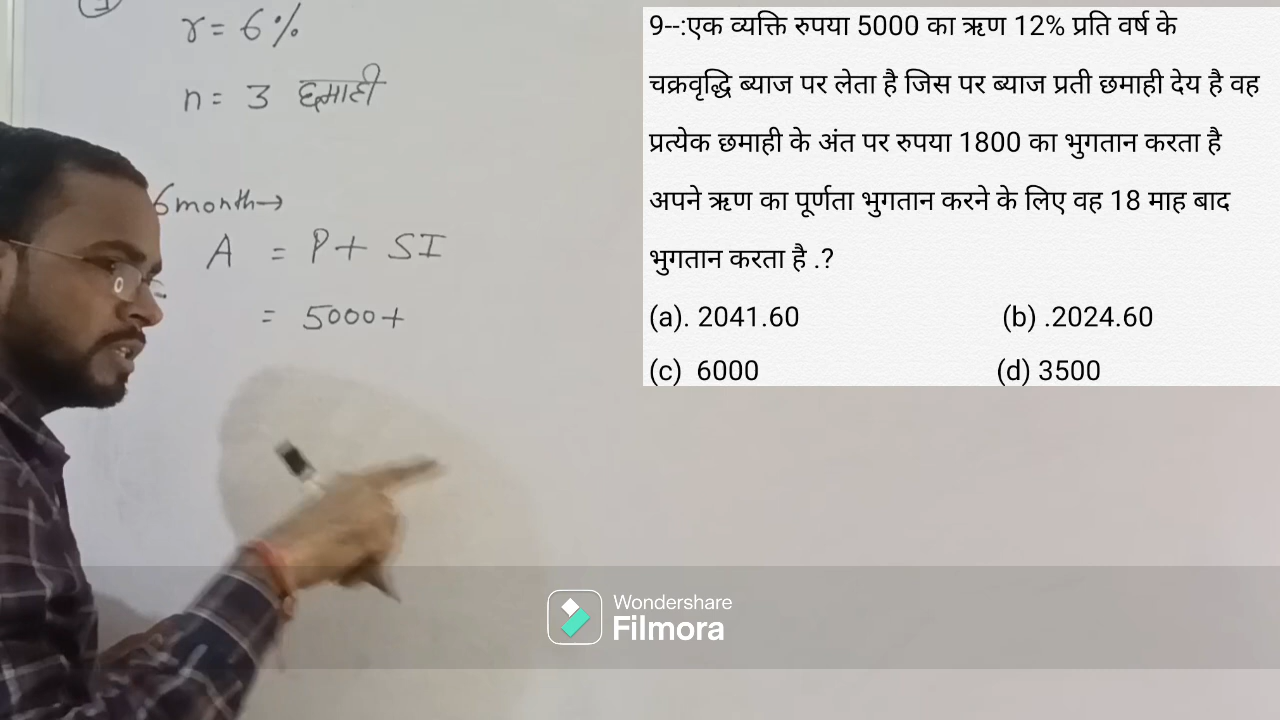 r = 6%
n = 3 छमाही
6 month→
A = P + SI
= 5000+
9--:एक व्यक्ति रुपया 5000 का ऋण 12% प्रति वर्ष के
चक्रवृद्धि ब्याज पर लेता है जिस पर ब्याज प्रती छमाही देय है वह
प्रत्येक छमाही के अंत पर रुपया 1800 का भुगतान करता है
अपने ऋण का पूर्णता भुगतान करने के लिए वह 18 माह बाद
भुगतान करता है .?
(a). 2041.60 (b) .2024.60
(c) 6000 (d) 3500
Wondershare
Filmora